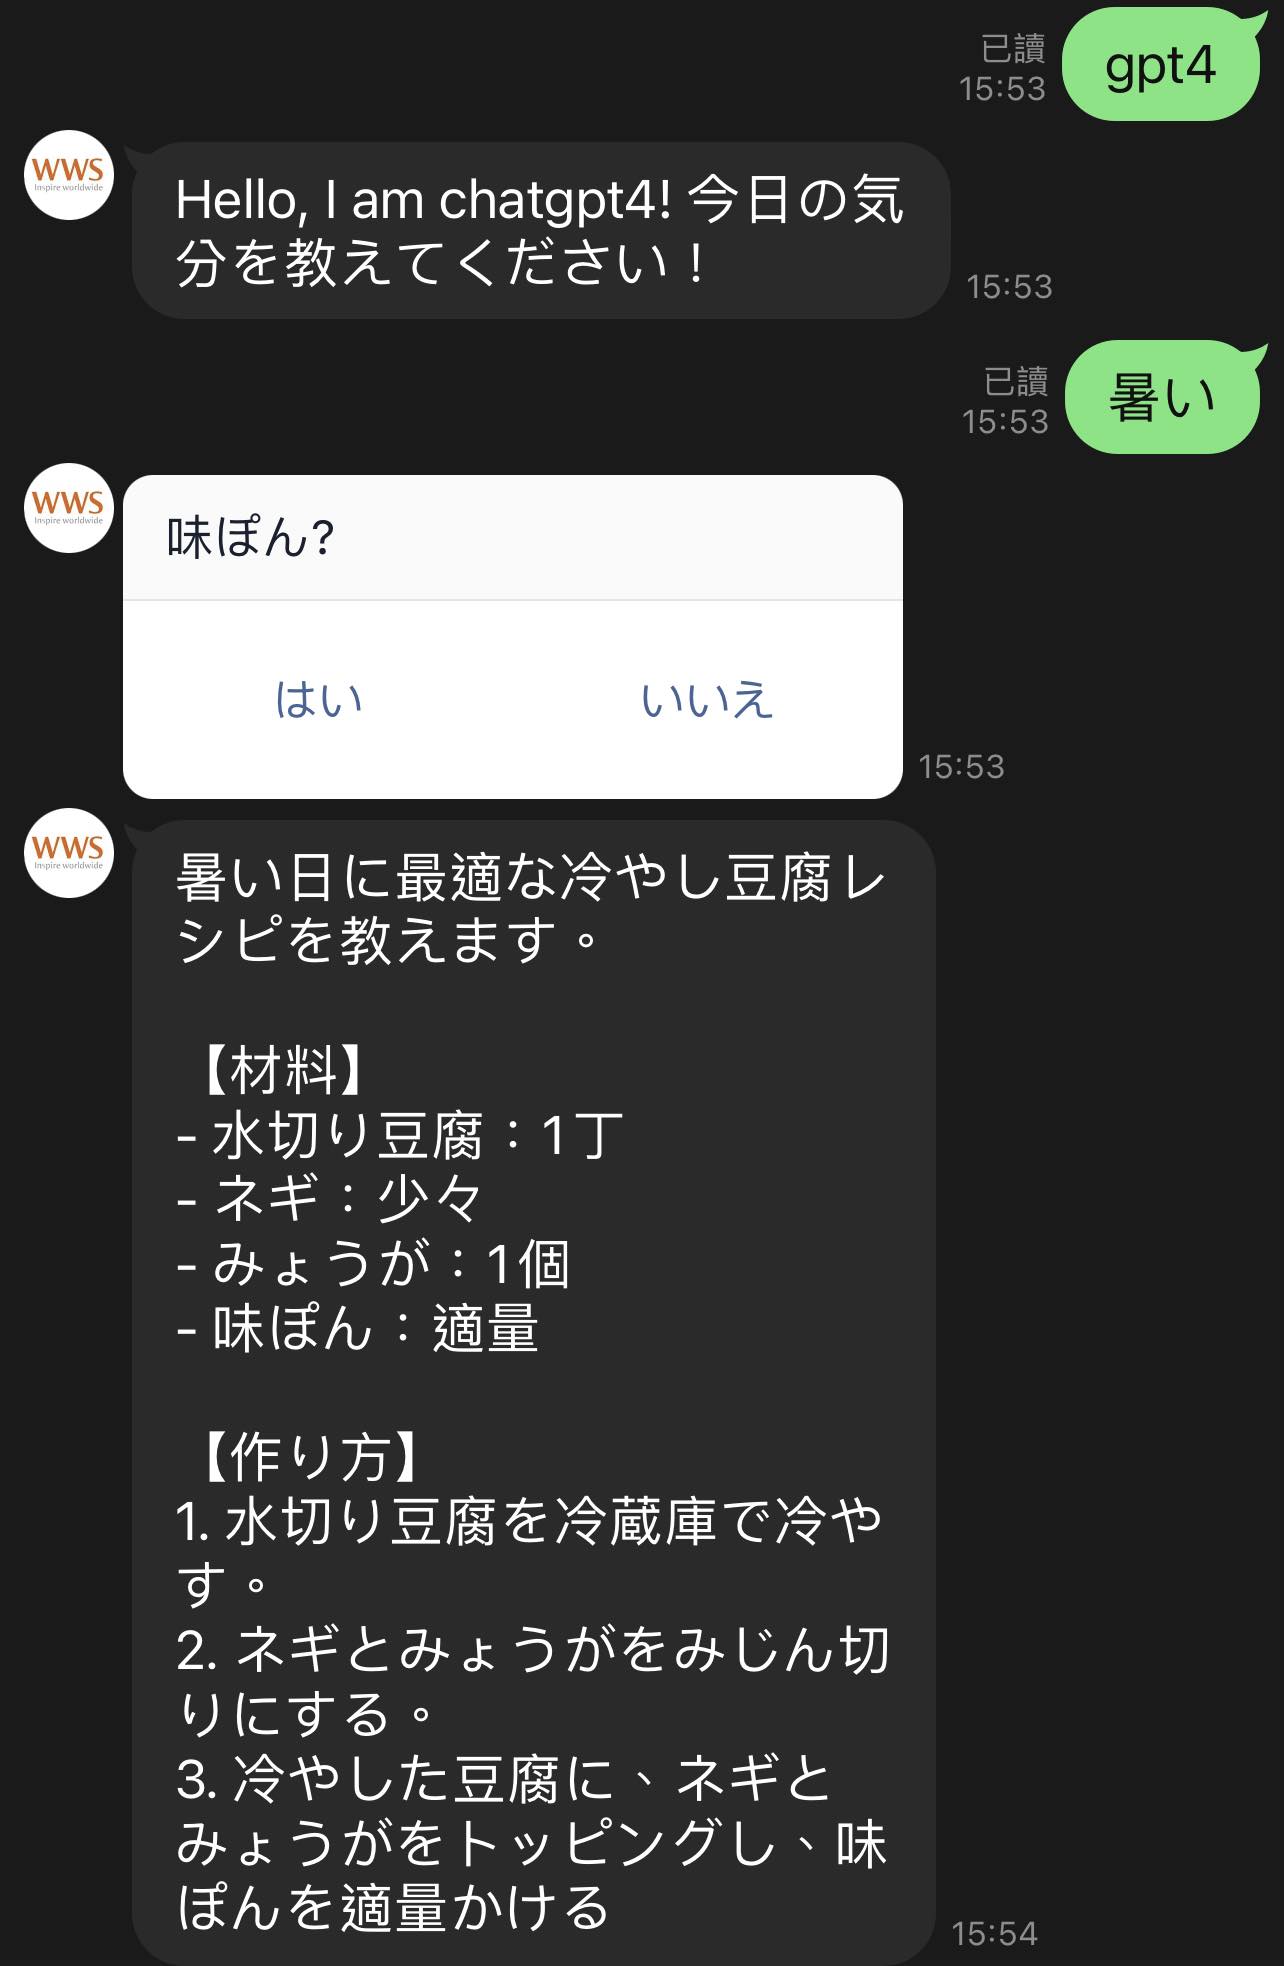 已讀
15:53
gpt4
WWS
Inspire worldwide
Hello, I am chatgpt4! 今日の気
分を教えてください！
15:53
已讀
15:53
暑い
WWS
Inspire worldwide
味ぽん?
はい
いいえ
15:53
WWS
Inspire worldwide
暑い日に最適な冷やし豆腐レ
シピを教えます。
【材料】
- 水切り豆腐：1丁
- ネギ：少々
- みょうが：1個
- 味ぽん：適量
【作り方】
1. 水切り豆腐を冷蔵庫で冷や
す。
2. ネギとみょうがをみじん切
りにする。
3. 冷やした豆腐に、ネギと
みょうがをトッピングし、味
ぽんを適量かける
15:54